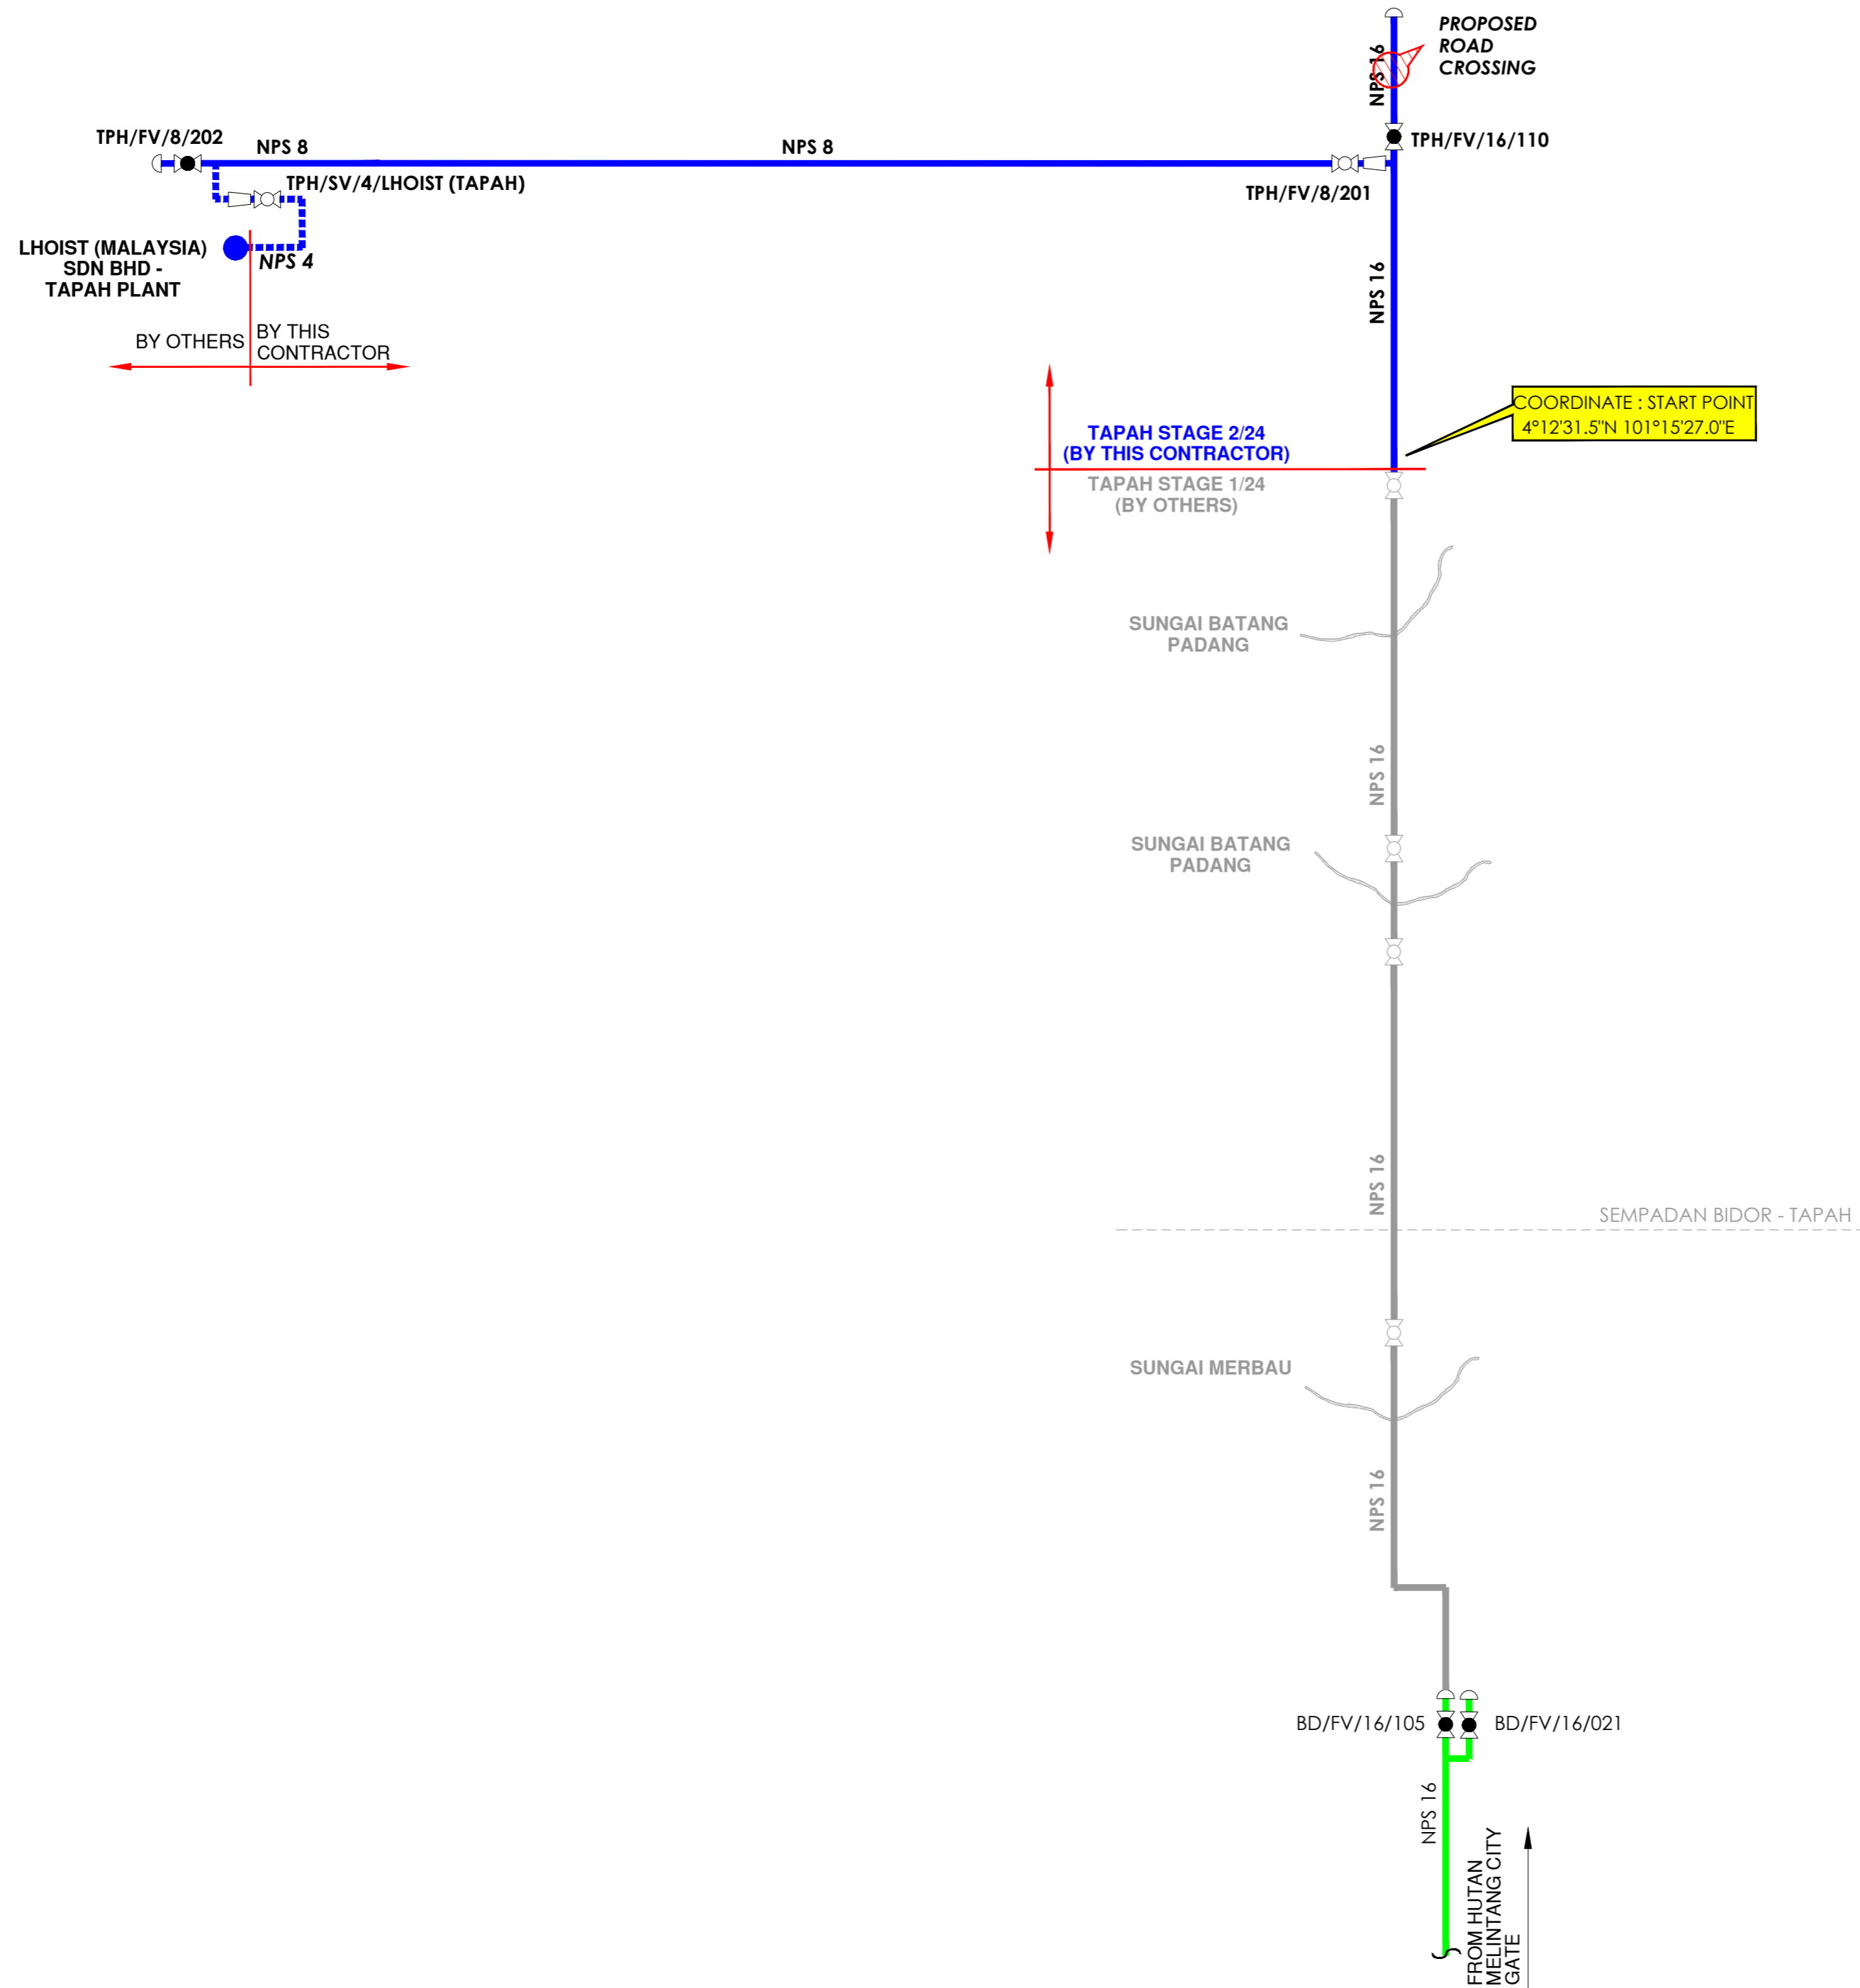 PROPOSED
ROAD
CROSSING
NPS 16
TPH/FV/8/202
NPS 8
NPS 8
TPH/FV/16/110
TPH/SV/4/LHOIST (TAPAH)
TPH/FV/8/201
LHOIST (MALAYSIA)
SDN BHD -
TAPAH PLANT
NPS 4
NPS 16
BY OTHERS
BY THIS
CONTRACTOR
COORDINATE : START POINT
4°12'31.5"N 101°15'27.0"E
TAPAH STAGE 2/24
(BY THIS CONTRACTOR)
TAPAH STAGE 1/24
(BY OTHERS)
SUNGAI BATANG
PADANG
NPS 16
SUNGAI BATANG
PADANG
NPS 16
SEMPADAN BIDOR - TAPAH
SUNGAI MERBAU
NPS 16
BD/FV/16/105
BD/FV/16/021
NPS 16
FROM HUTAN
MELINTANG CITY
GATE